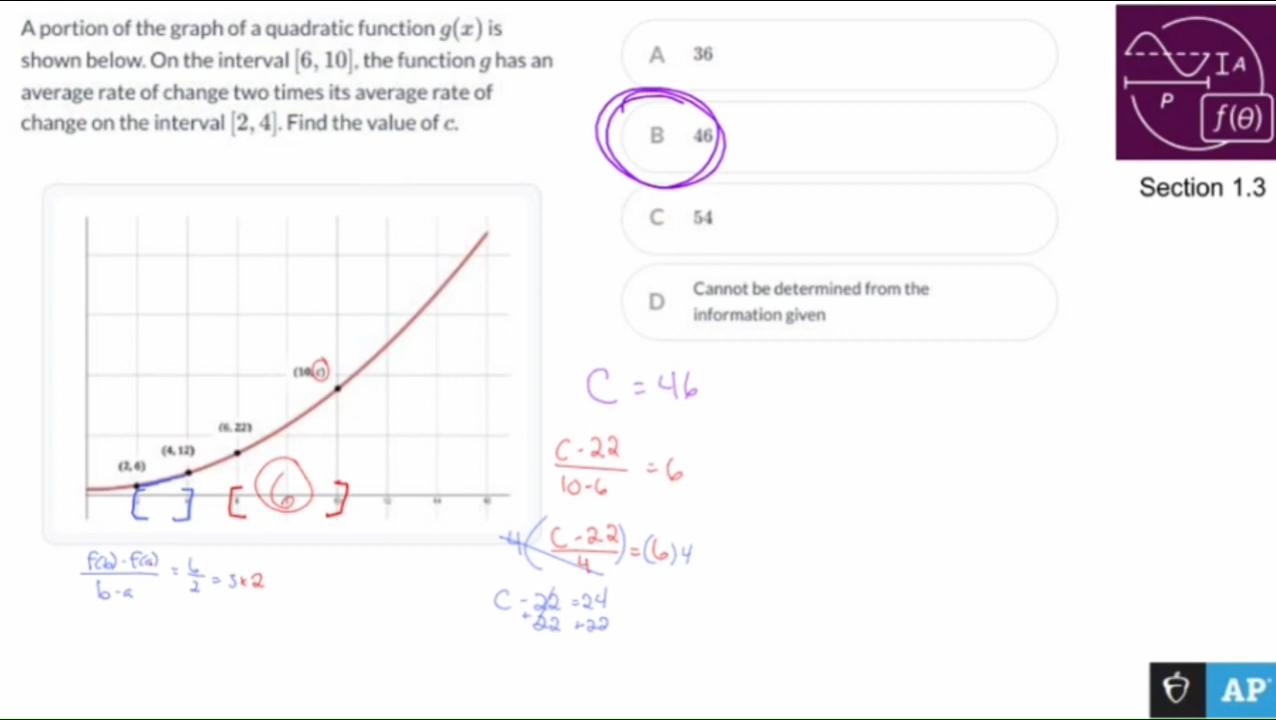 A portion of the graph of a quadratic function g(x) is
shown below. On the interval [6, 10], the function g has an
average rate of change two times its average rate of
change on the interval [2, 4]. Find the value of c.
A 36
B 46
C 54
D Cannot be determined from the
information given
A
P
f(θ)
Section 1.3
(10, c)
(6, 22)
(4, 12)
(2, 6)
[ ] [ 6 ]
f(b) - f(a) / b - a = 6/2 = 3 × 2
C = 46
C - 22 / 10 - 6 = 6
4 ( C - 22 / 4 ) = (6) 4
C - 22 = 24
+ 22 + 22
AP